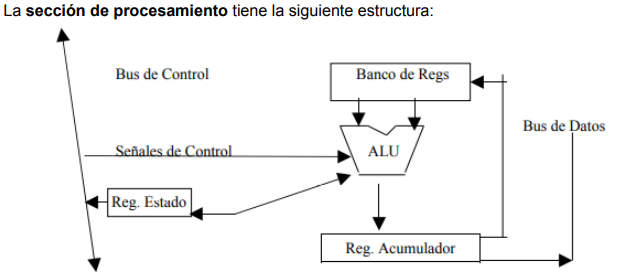 La sección de procesamiento tiene la siguiente estructura:
Bus de Control
Banco de Regs
Bus de Datos
Señales de Control
ALU
Reg. Estado
Reg. Acumulador